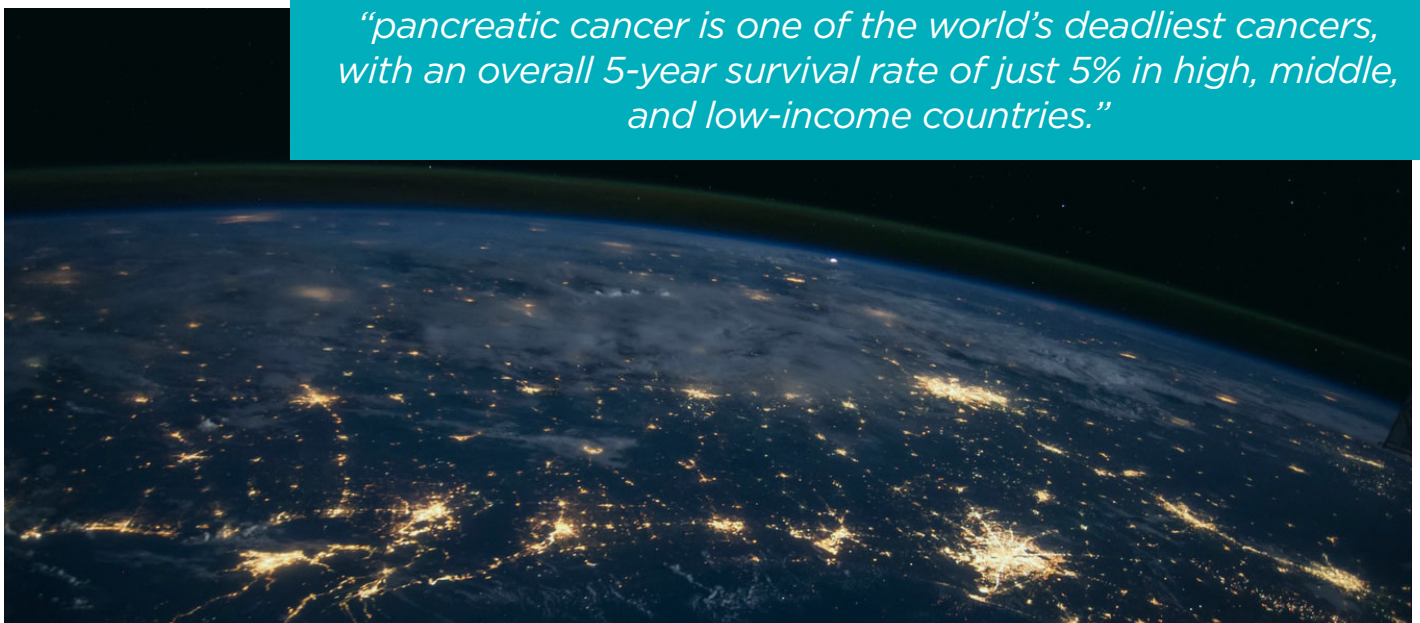 “pancreatic cancer is one of the world’s deadliest cancers,
with an overall 5-year survival rate of just 5% in high, middle,
and low-income countries.”